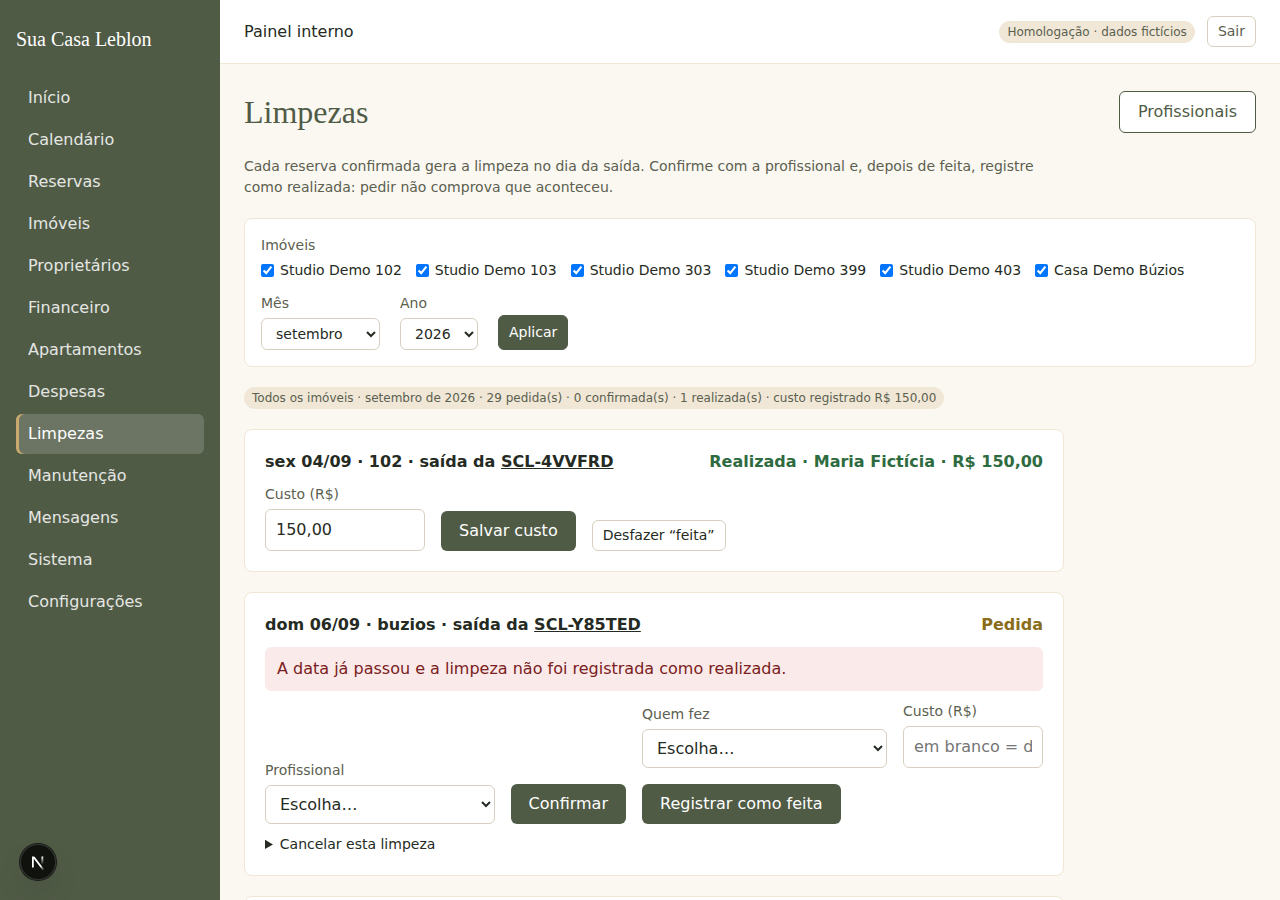 Sua Casa Leblon
Início
Calendário
Reservas
Imóveis
Proprietários
Financeiro
Apartamentos
Despesas
Limpezas
Manutenção
Mensagens
Sistema
Configurações
N
Painel interno
Homologação · dados fictícios
Sair
Limpezas
Profissionais
Cada reserva confirmada gera a limpeza no dia da saída. Confirme com a profissional e, depois de feita, registre
como realizada: pedir não comprova que aconteceu.
Imóveis
Studio Demo 102 Studio Demo 103 Studio Demo 303 Studio Demo 399 Studio Demo 403 Casa Demo Búzios
Mês Ano
setembro 2026 Aplicar
Todos os imóveis · setembro de 2026 · 29 pedida(s) · 0 confirmada(s) · 1 realizada(s) · custo registrado R$ 150,00
sex 04/09 · 102 · saída da SCL-4VVFRD Realizada · Maria Fictícia · R$ 150,00
Custo (R$)
150,00 Salvar custo Desfazer “feita”
dom 06/09 · buzios · saída da SCL-Y85TED Pedida
A data já passou e a limpeza não foi registrada como realizada.
Quem fez Custo (R$)
Escolha... em branco = d
Profissional
Escolha... Confirmar Registrar como feita
Cancelar esta limpeza